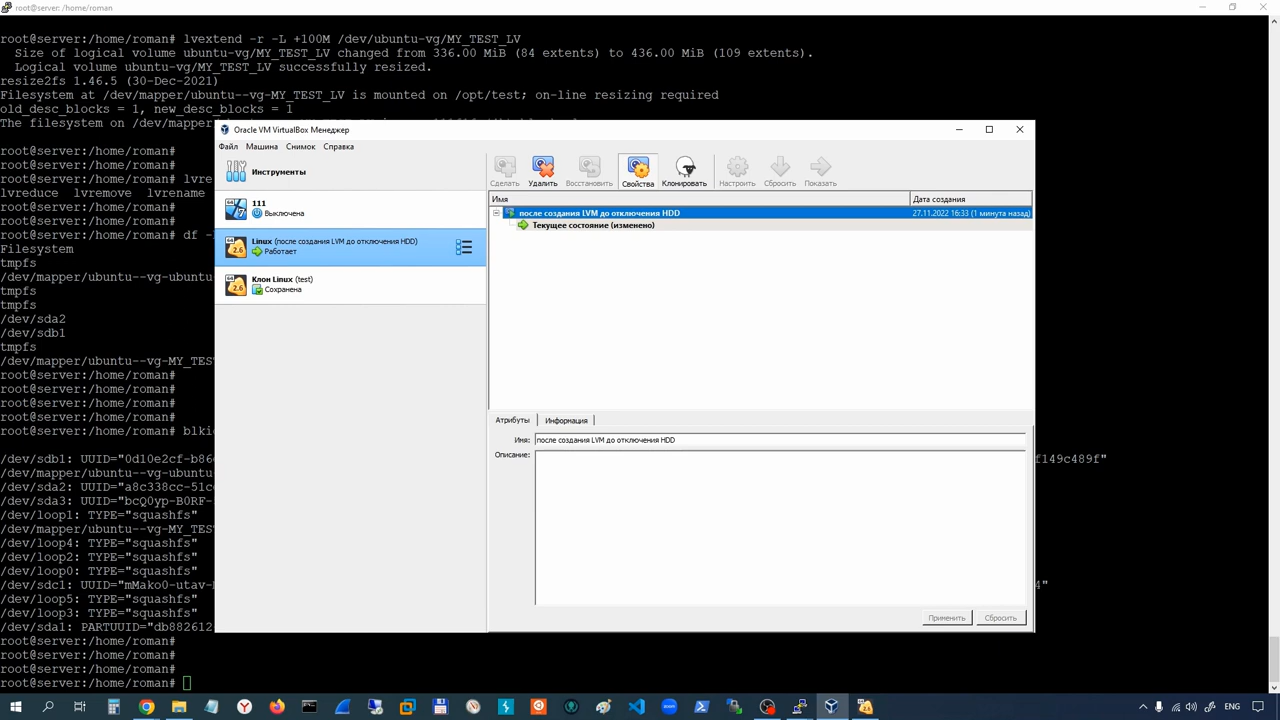 root@server: /home/roman
root@server:/home/roman# lvextend -r -L +100M /dev/ubuntu-vg/MY_TEST_LV
Size of logical volume ubuntu-vg/MY_TEST_LV changed from 336.00 MiB (84 extents) to 436.00 MiB (109 extents).
Logical volume ubuntu-vg/MY_TEST_LV successfully resized.
resize2fs 1.46.5 (30-Dec-2021)
Filesystem at /dev/mapper/ubuntu--vg-MY_TEST_LV is mounted on /opt/test; on-line resizing required
old_desc_blocks = 1, new_desc_blocks = 1
The filesystem on /dev/mapper
root@server:/home/roman#
root@server:/home/roman#
root@server:/home/roman# lvre
lvreduce lvremove lvrename
root@server:/home/roman#
root@server:/home/roman#
root@server:/home/roman# df -
Filesystem
tmpfs
/dev/mapper/ubuntu--vg-ubuntu
tmpfs
tmpfs
/dev/sda2
/dev/sdb1
tmpfs
/dev/mapper/ubuntu--vg-MY_TEST
root@server:/home/roman#
root@server:/home/roman#
root@server:/home/roman#
root@server:/home/roman#
root@server:/home/roman# blki
/dev/sdb1: UUID="0d10e2cf-b86 f149c489f"
/dev/mapper/ubuntu--vg-ubuntu
/dev/sda2: UUID="a8c338cc-51c
/dev/sda3: UUID="bcQ0yp-B0RF-
/dev/loop1: TYPE="squashfs"
/dev/mapper/ubuntu--vg-MY_TEST
/dev/loop4: TYPE="squashfs"
/dev/loop2: TYPE="squashfs"
/dev/loop0: TYPE="squashfs"
/dev/sdc1: UUID="mMako0-utav- "
/dev/loop5: TYPE="squashfs"
/dev/loop3: TYPE="squashfs"
/dev/sda1: PARTUUID="db882612
root@server:/home/roman#
root@server:/home/roman#
root@server:/home/roman#
root@server:/home/roman#
Oracle VM VirtualBox Менеджер
Файл Машина Снимок Справка
Инструменты
111
Выключена
Linux (после создания LVM до отключения HDD)
Работает
Клон Linux (test)
Сохранена
Сделать Удалить Восстановить Свойства Клонировать Настроить Сбросить Показать
Имя Дата создания
после создания LVM до отключения HDD 27.11.2022 16:33 (1 минута назад)
Текущее состояние (изменено)
Атрибуты Информация
Имя: после создания LVM до отключения HDD
Описание:
Применить Сбросить
ENG